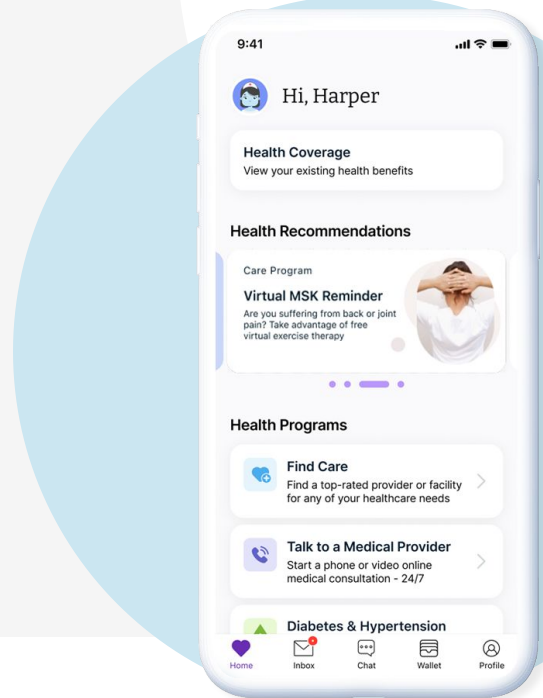 9:41
Hi, Harper
Health Coverage
View your existing health benefits
Health Recommendations
Care Program
Virtual MSK Reminder
Are you suffering from back or joint
pain? Take advantage of free
virtual exercise therapy
Health Programs
Find Care
Find a top-rated provider or facility
for any of your healthcare needs
Talk to a Medical Provider
Start a phone or video online
medical consultation - 24/7
Diabetes & Hypertension
Home
Inbox
Chat
Wallet
Profile